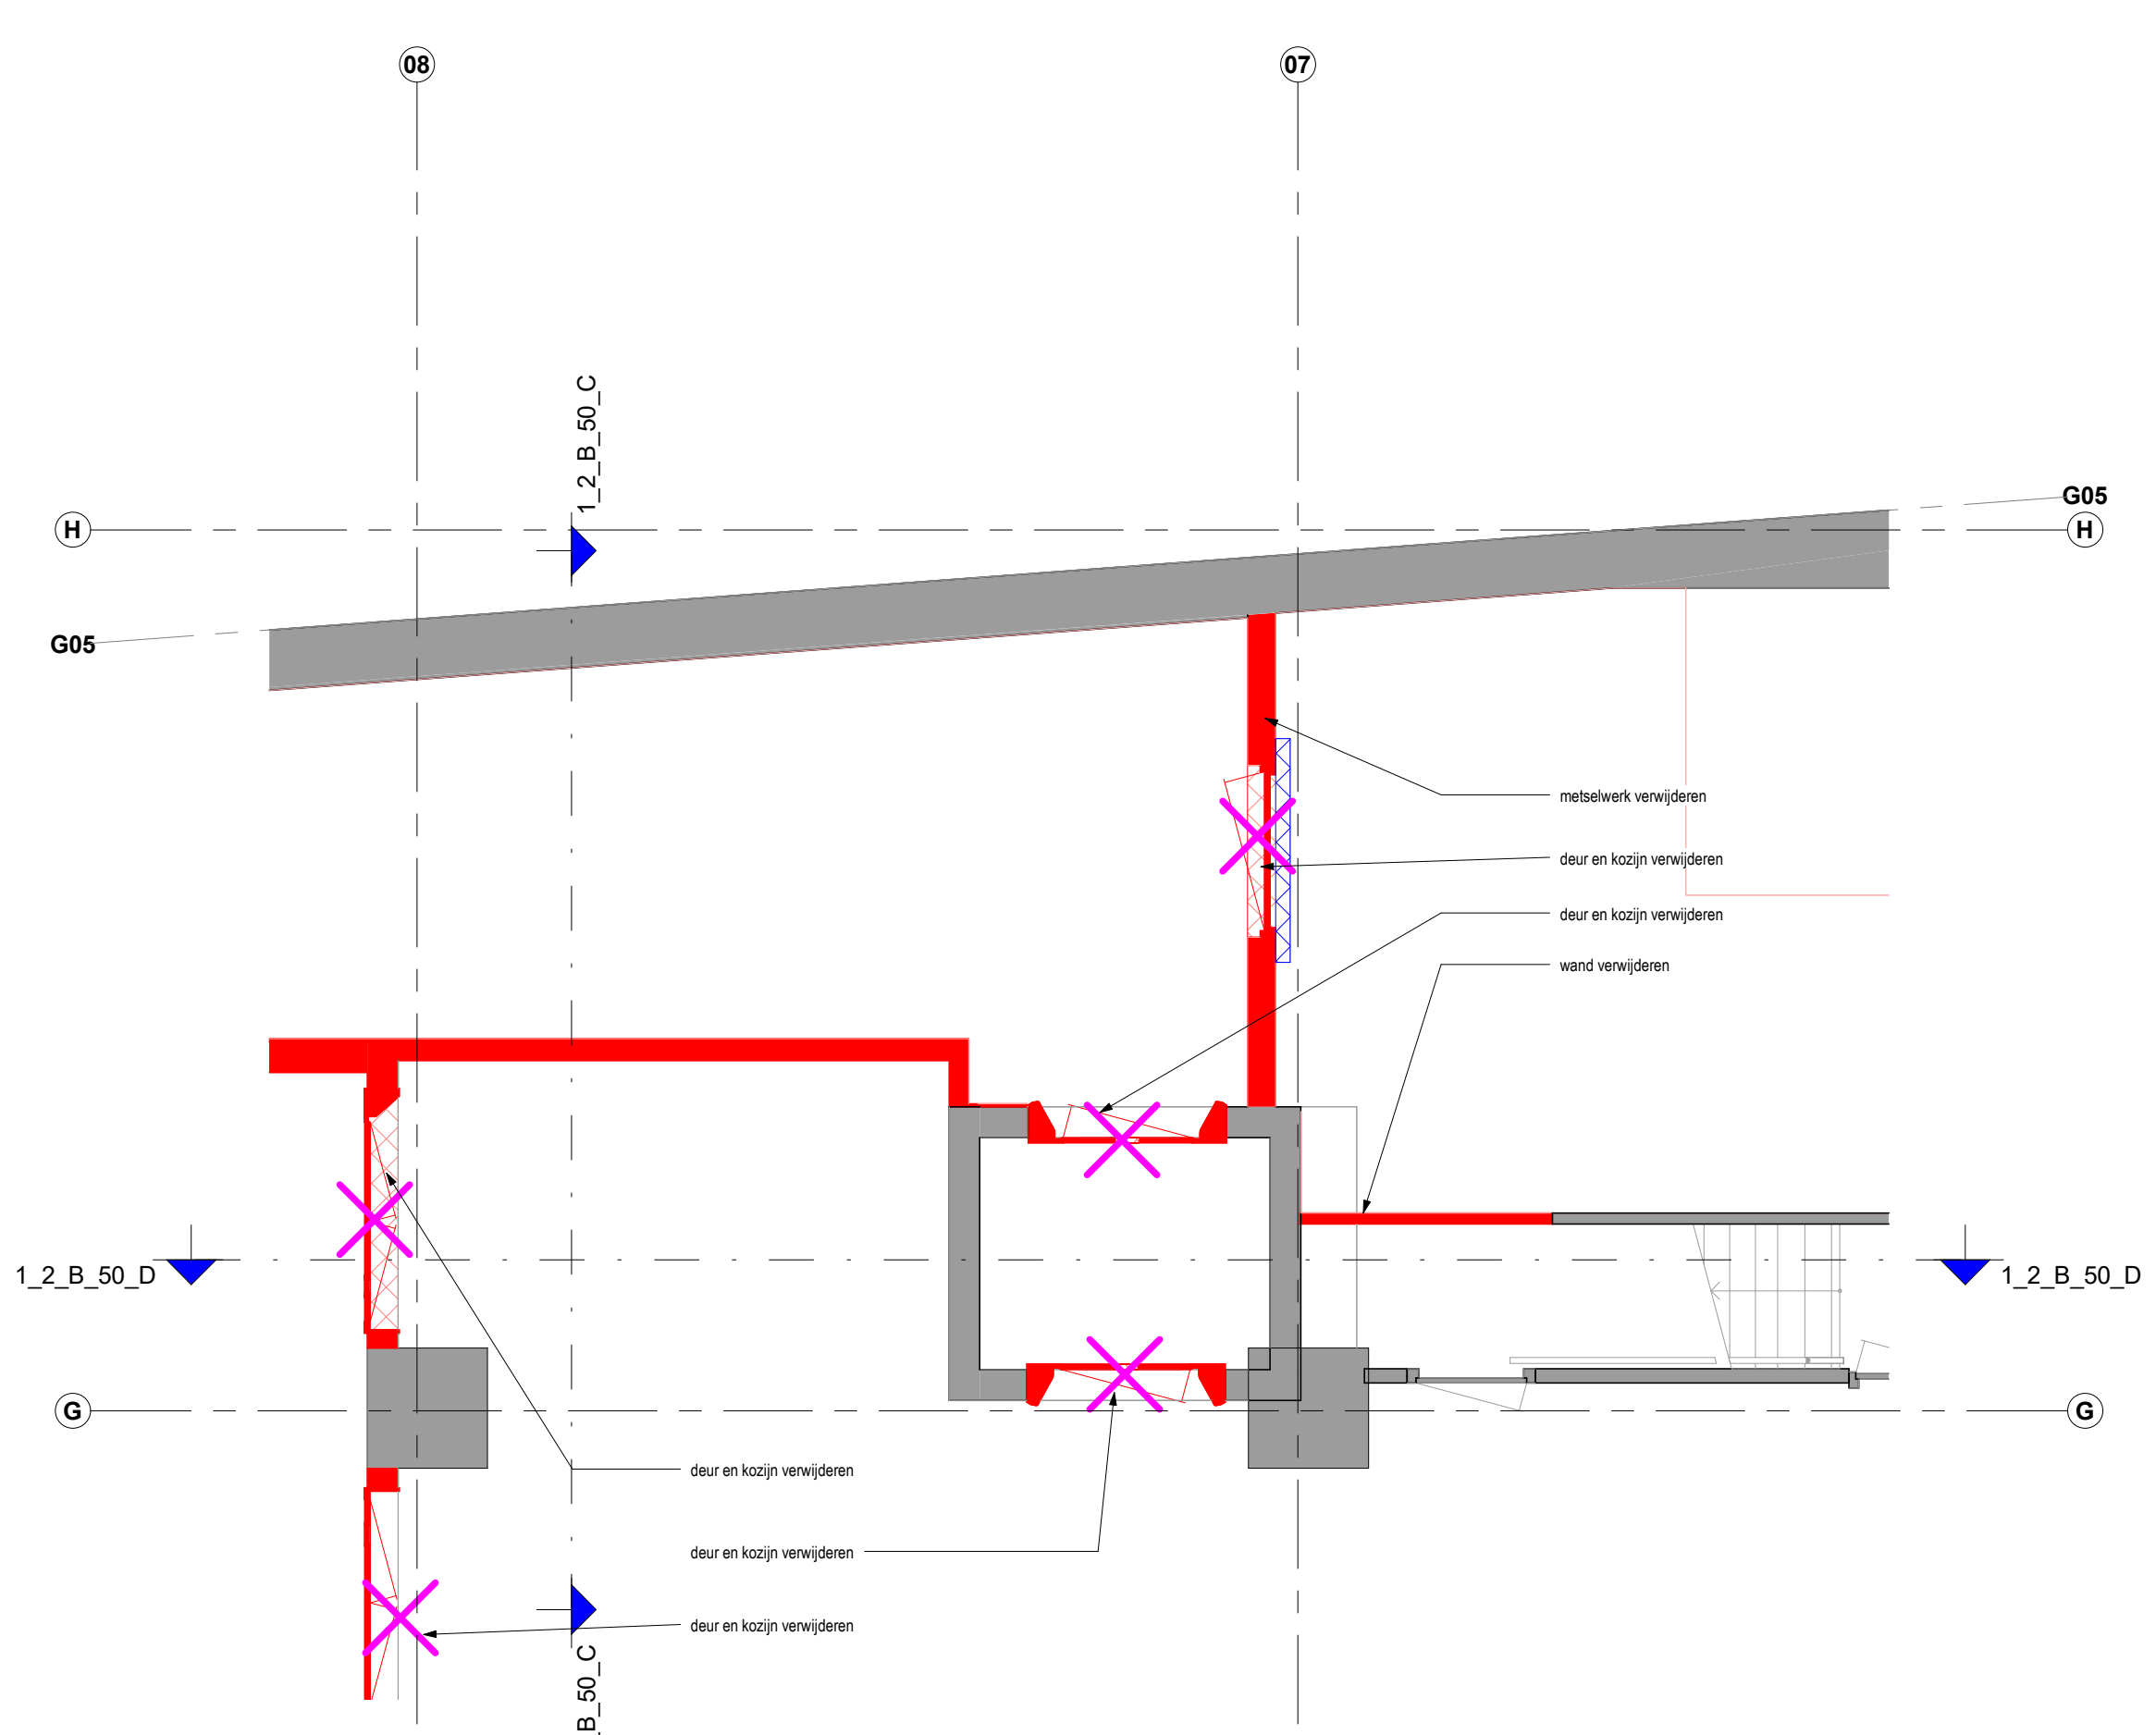 08
07
1_2_B_50_C
G05
H
H
G05
metselwerk verwijderen
deur en kozijn verwijderen
deur en kozijn verwijderen
wand verwijderen
1_2_B_50_D
1_2_B_50_D
G
G
deur en kozijn verwijderen
deur en kozijn verwijderen
deur en kozijn verwijderen
_B_50_C